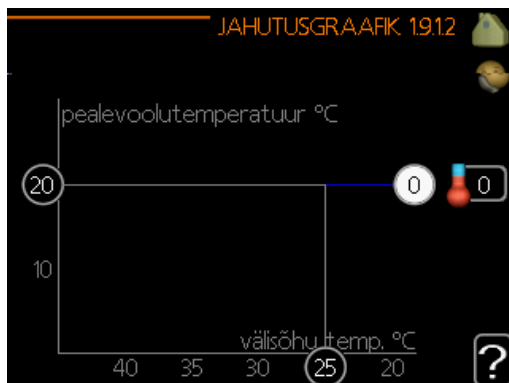 JAHUTUSGRAAFIK 1.9.1.2
pealevoolutemperatuur °C
20
0
0
10
välisõhu temp. °C
40 35 30 25 20
?